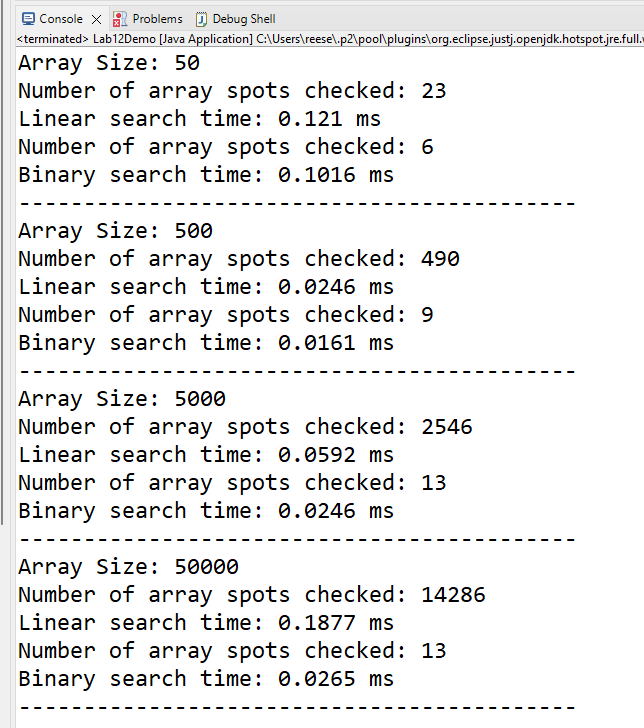 Console Problems Debug Shell
<terminated> Lab12Demo [Java Application] C:\Users\reese\.p2\pool\plugins\org.eclipse.justj.openjdk.hotspot.jre.full.
Array Size: 50
Number of array spots checked: 23
Linear search time: 0.121 ms
Number of array spots checked: 6
Binary search time: 0.1016 ms
-------------------------------------------
Array Size: 500
Number of array spots checked: 490
Linear search time: 0.0246 ms
Number of array spots checked: 9
Binary search time: 0.0161 ms
-------------------------------------------
Array Size: 5000
Number of array spots checked: 2546
Linear search time: 0.0592 ms
Number of array spots checked: 13
Binary search time: 0.0246 ms
-------------------------------------------
Array Size: 50000
Number of array spots checked: 14286
Linear search time: 0.1877 ms
Number of array spots checked: 13
Binary search time: 0.0265 ms
-------------------------------------------